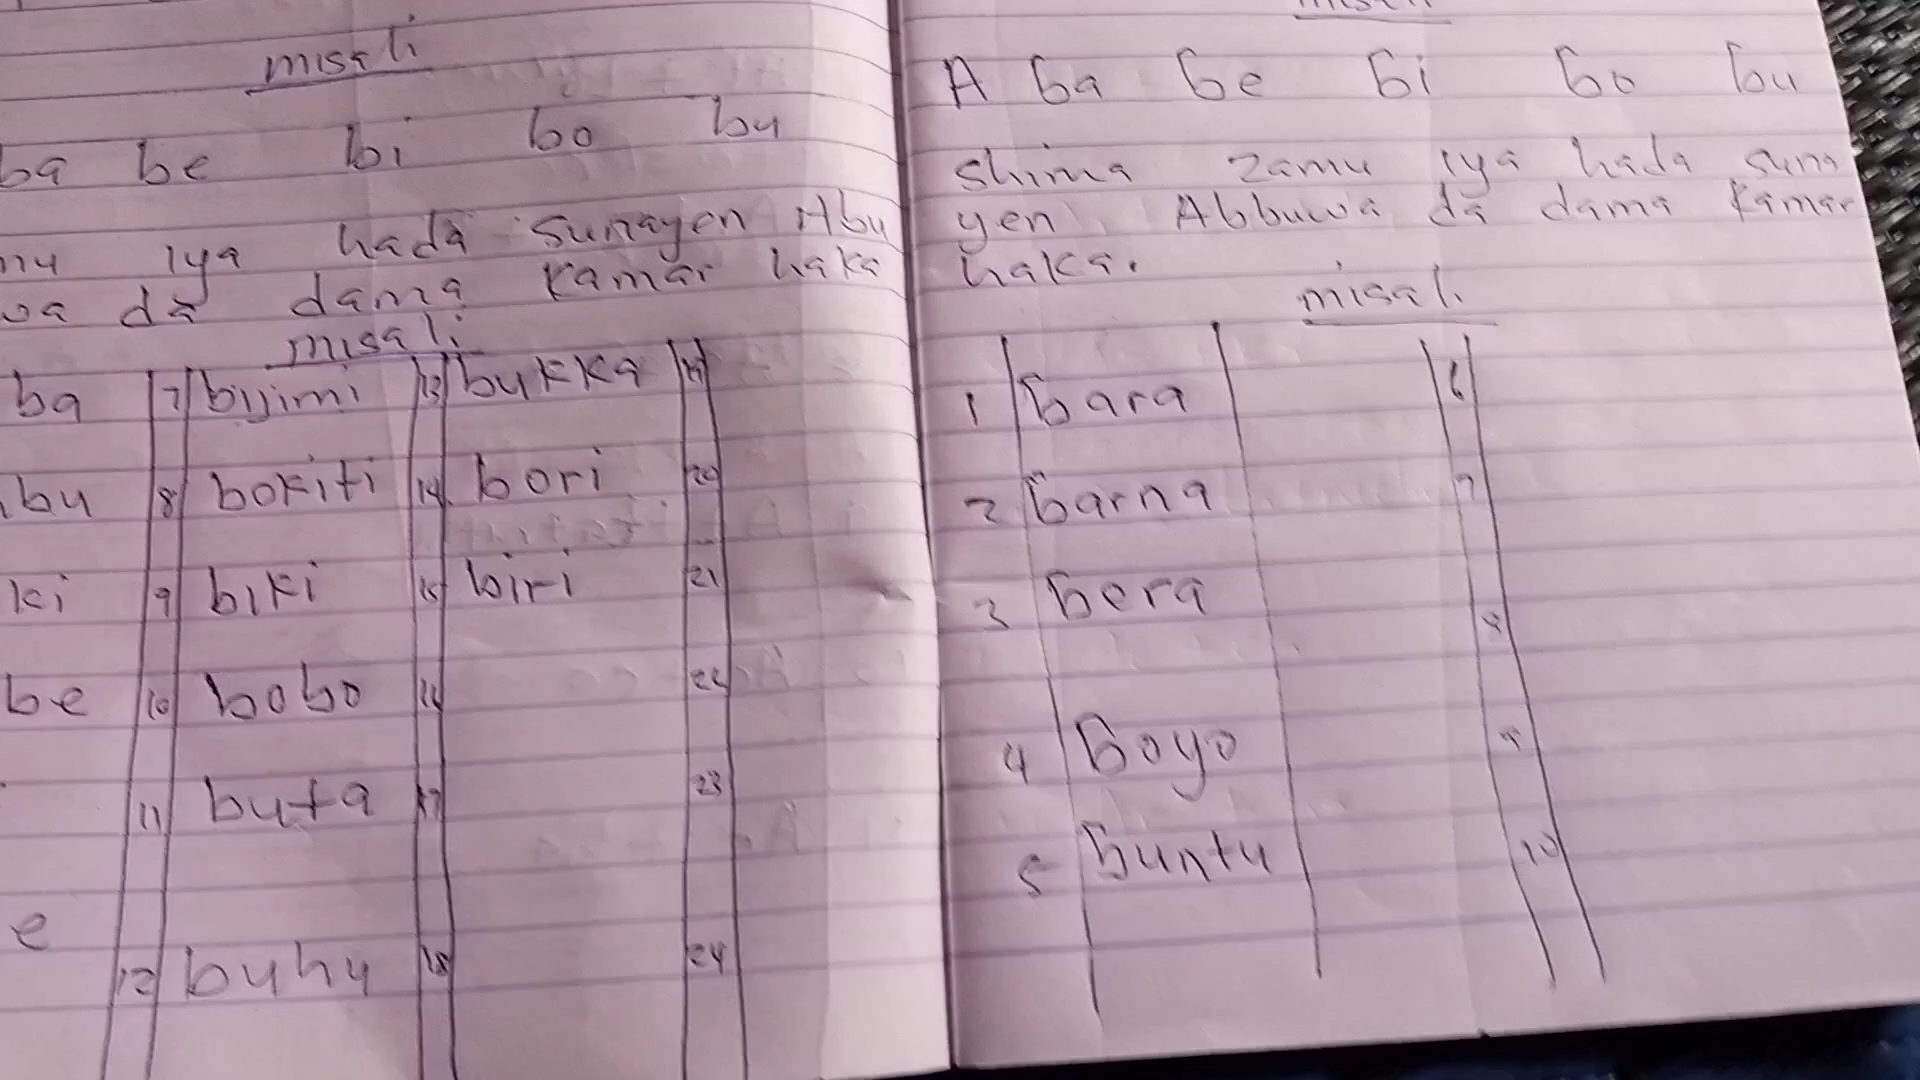 misali
ba be bi bo bu
iya hada sunayen Abu
wa da dama kamar haka
misali
ba 7 bijimi 13 bukka 19
bu 8 bokiti 14 bori 20
ki 9 biki 15 biri 21
be 10 bobo 16 22
11 buta 17 23
e
12 buhu 18 24
A ɓa ɓe ɓi ɓo ɓu
shima zamu iya hada suna
yen Abbuwa da dama kamar
haka.
misali
1 ɓara 6
2 ɓarna 7
3 ɓera 8
4 ɓoyo 9
5 ɓuntu 10